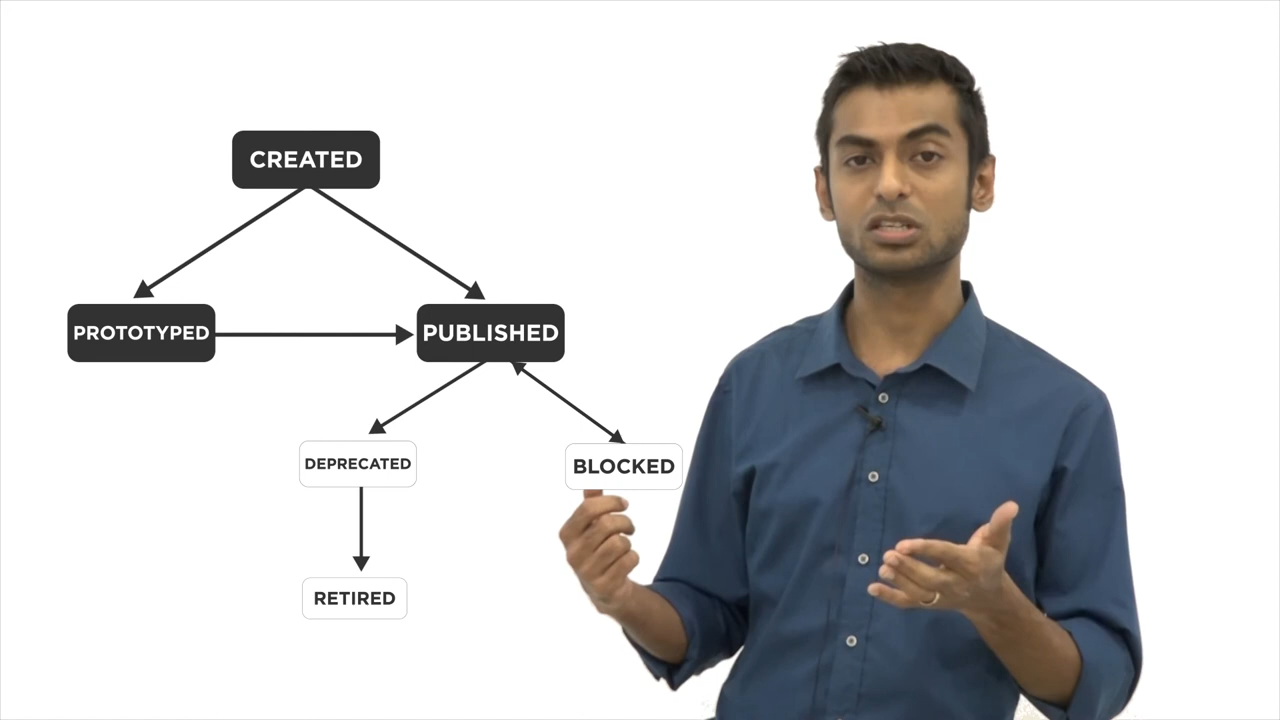 CREATED
PROTOTYPED
PUBLISHED
DEPRECATED
BLOCKED
RETIRED